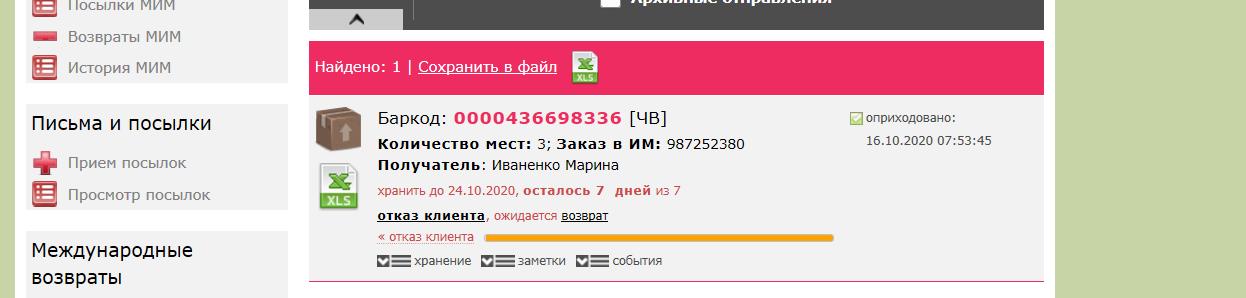 Посылки МИМ
Возвраты МИМ
История МИМ
Письма и посылки
Прием посылок
Просмотр посылок
Международные
возвраты
Архивные отправления
Найдено: 1 | Сохранить в файл
XLS
Баркод: 0000436698336 [ЧВ]
Количество мест: 3; Заказ в ИМ: 987252380
Получатель: Иваненко Марина
хранить до 24.10.2020, осталось 7 дней из 7
XLS
отказ клиента, ожидается возврат
« отказ клиента
хранение заметки события
оприходовано:
16.10.2020 07:53:45